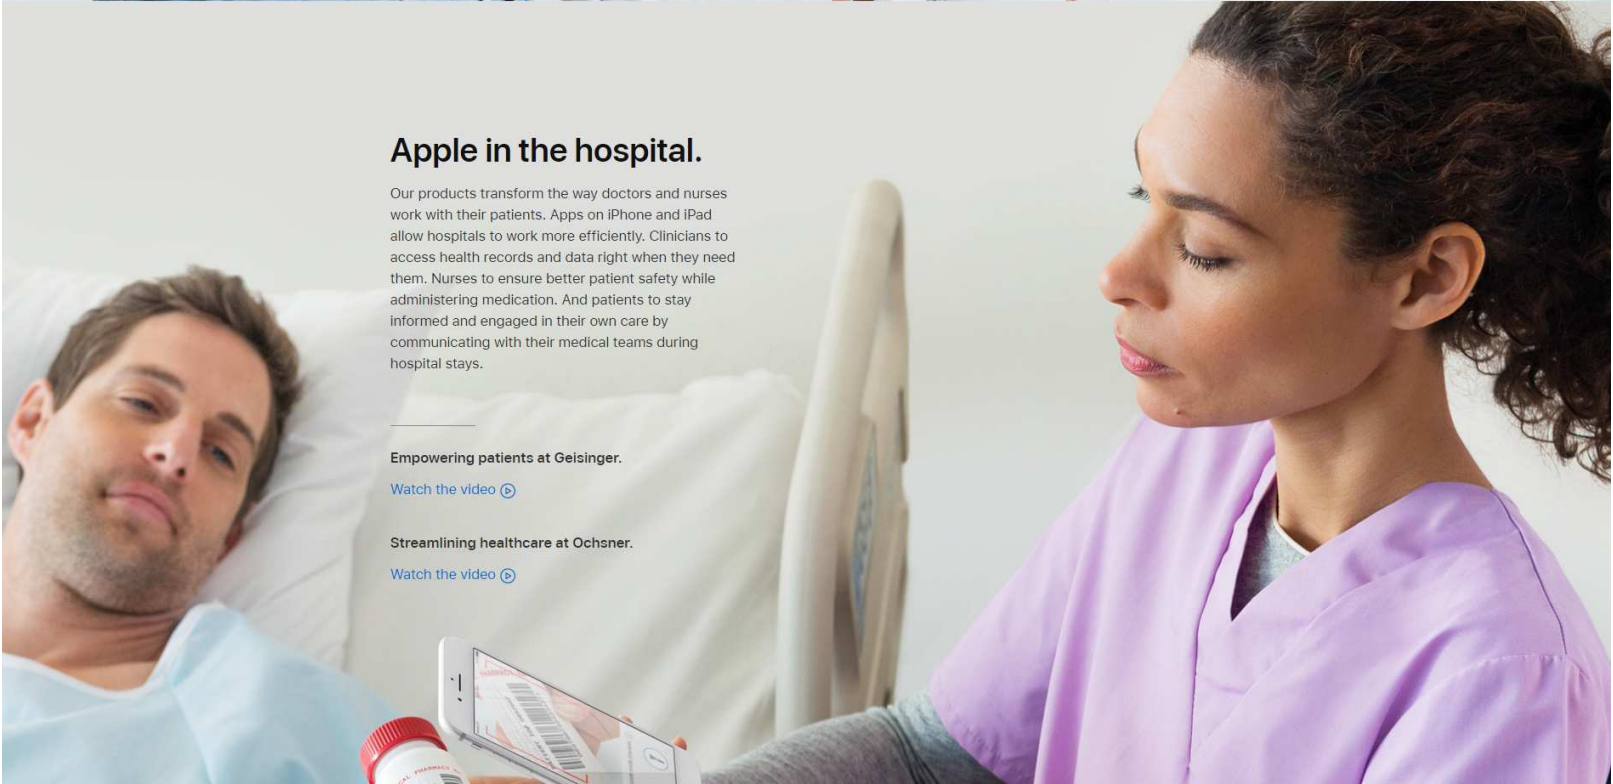 Apple in the hospital.
Our products transform the way doctors and nurses
work with their patients. Apps on iPhone and iPad
allow hospitals to work more efficiently. Clinicians to
access health records and data right when they need
them. Nurses to ensure better patient safety while
administering medication. And patients to stay
informed and engaged in their own care by
communicating with their medical teams during
hospital stays.
Empowering patients at Geisinger.
Watch the video
Streamlining healthcare at Ochsner.
Watch the video